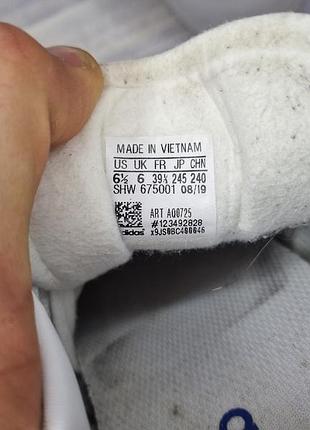 MADE IN VIETNAM
US UK FR JP CHN
6½ 6 39⅓ 245 240
SHW 675001 08/19
ART AQ0725
#123492828
adidas x9JS0BC400646